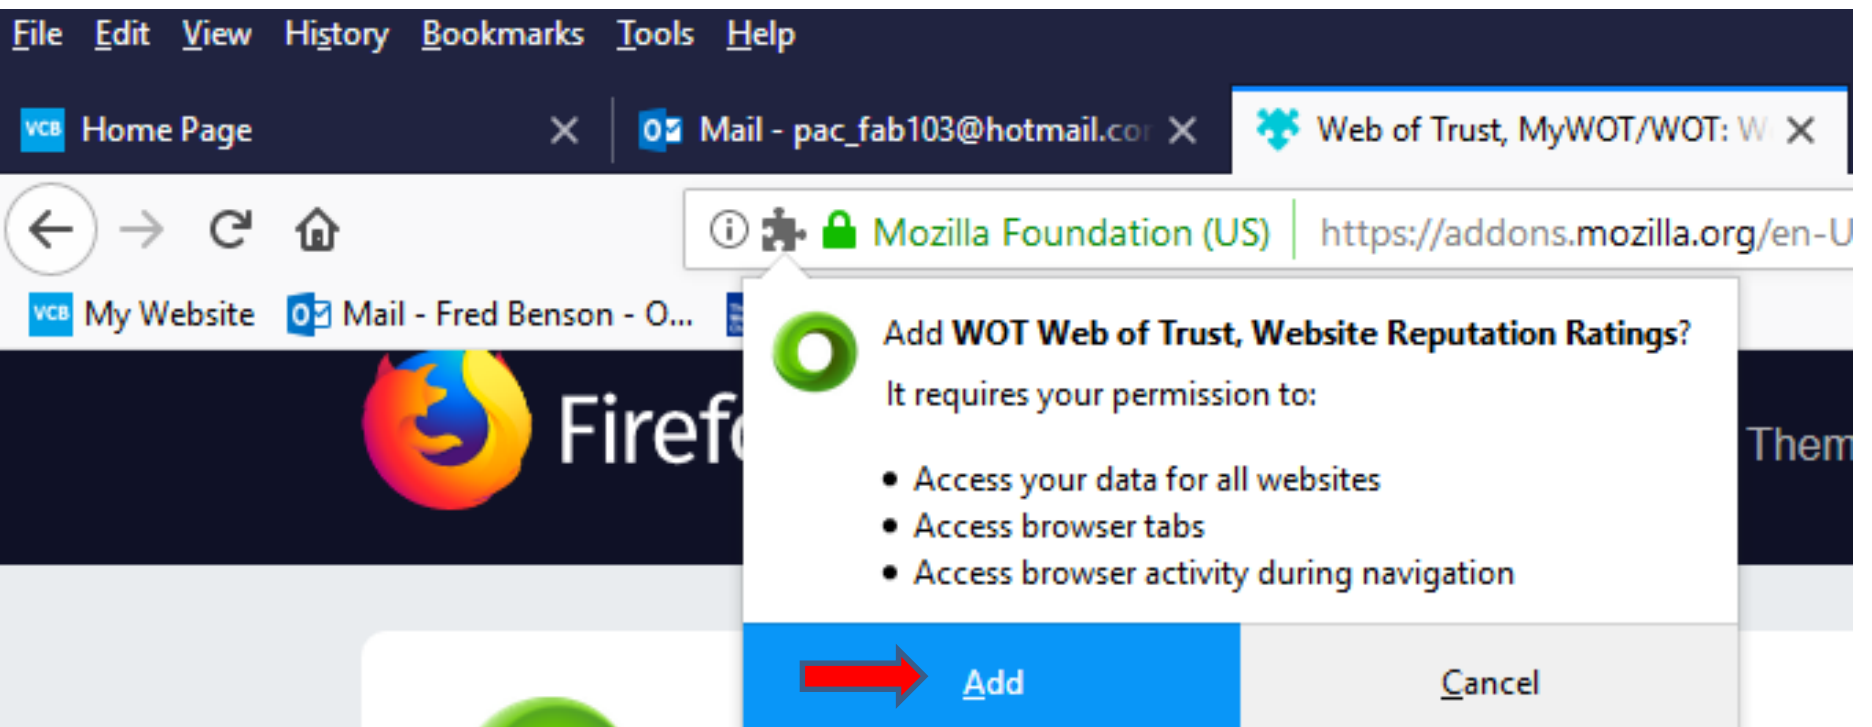 File Edit View History Bookmarks Tools Help
VCB Home Page Mail - pac_fab103@hotmail.co Web of Trust, MyWOT/WOT: W
Mozilla Foundation (US) https://addons.mozilla.org/en-U
VCB My Website Mail - Fred Benson - O...
Add WOT Web of Trust, Website Reputation Ratings?
It requires your permission to:
Firef
Them
• Access your data for all websites
• Access browser tabs
• Access browser activity during navigation
Add Cancel